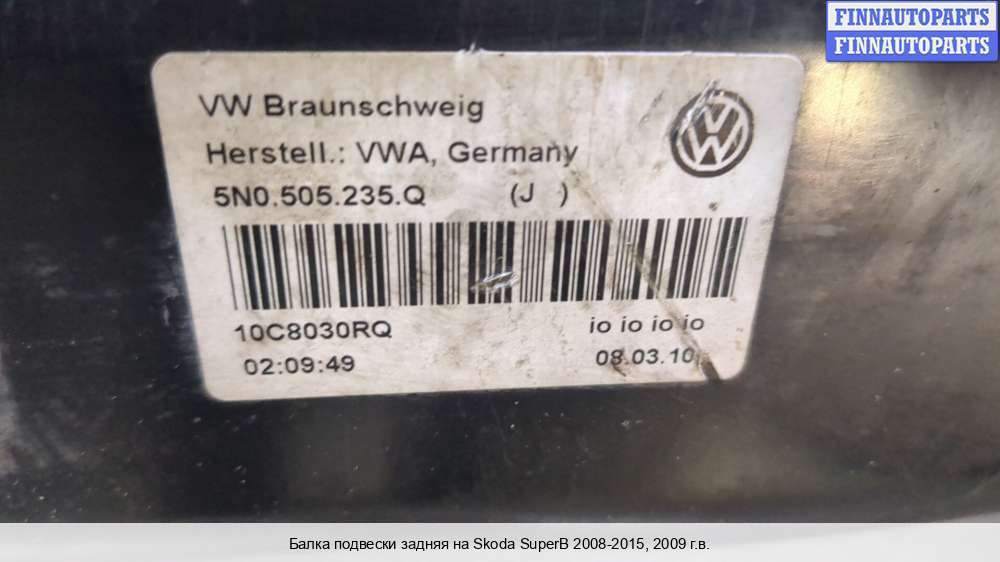 FINNAUTOPARTS
FINNAUTOPARTS
VW Braunschweig
Herstell.: VWA, Germany
5N0.505.235.Q (J )
10C8030RQ io io io io
02:09:49 08.03.10
Балка подвески задняя на Skoda SuperB 2008-2015, 2009 г.в.